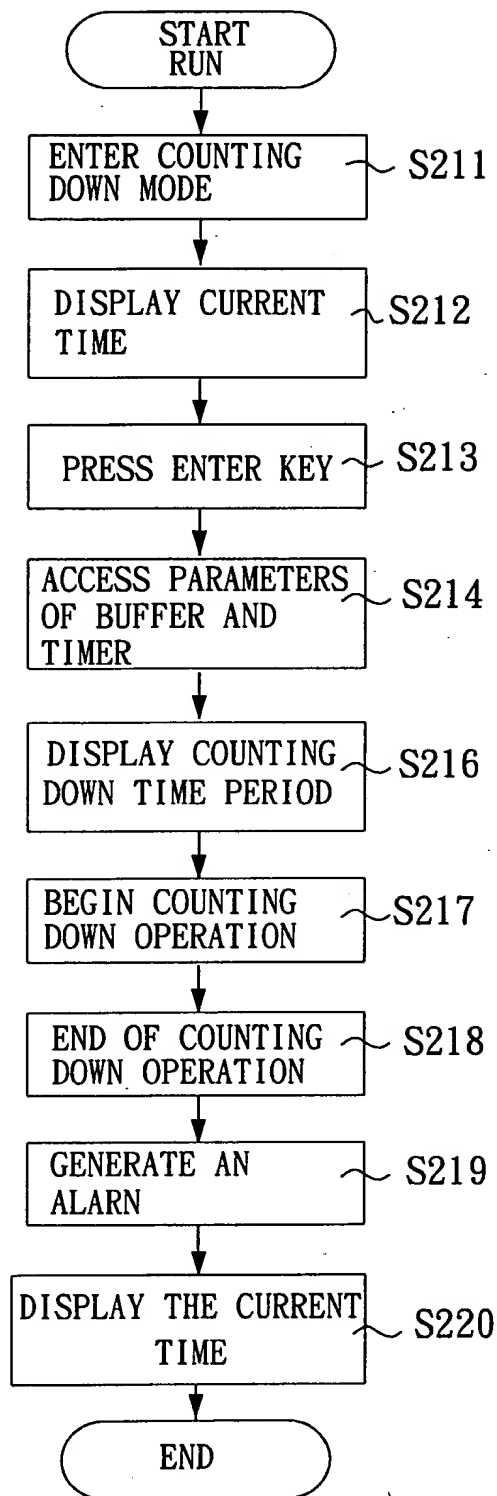 START
RUN
ENTER COUNTING
DOWN MODE
S211
DISPLAY CURRENT
TIME
S212
PRESS ENTER KEY
S213
ACCESS PARAMETERS
OF BUFFER AND
TIMER
S214
DISPLAY COUNTING
DOWN TIME PERIOD
S216
BEGIN COUNTING
DOWN OPERATION
S217
END OF COUNTING
DOWN OPERATION
S218
GENERATE AN
ALARN
S219
DISPLAY THE CURRENT
TIME
S220
END